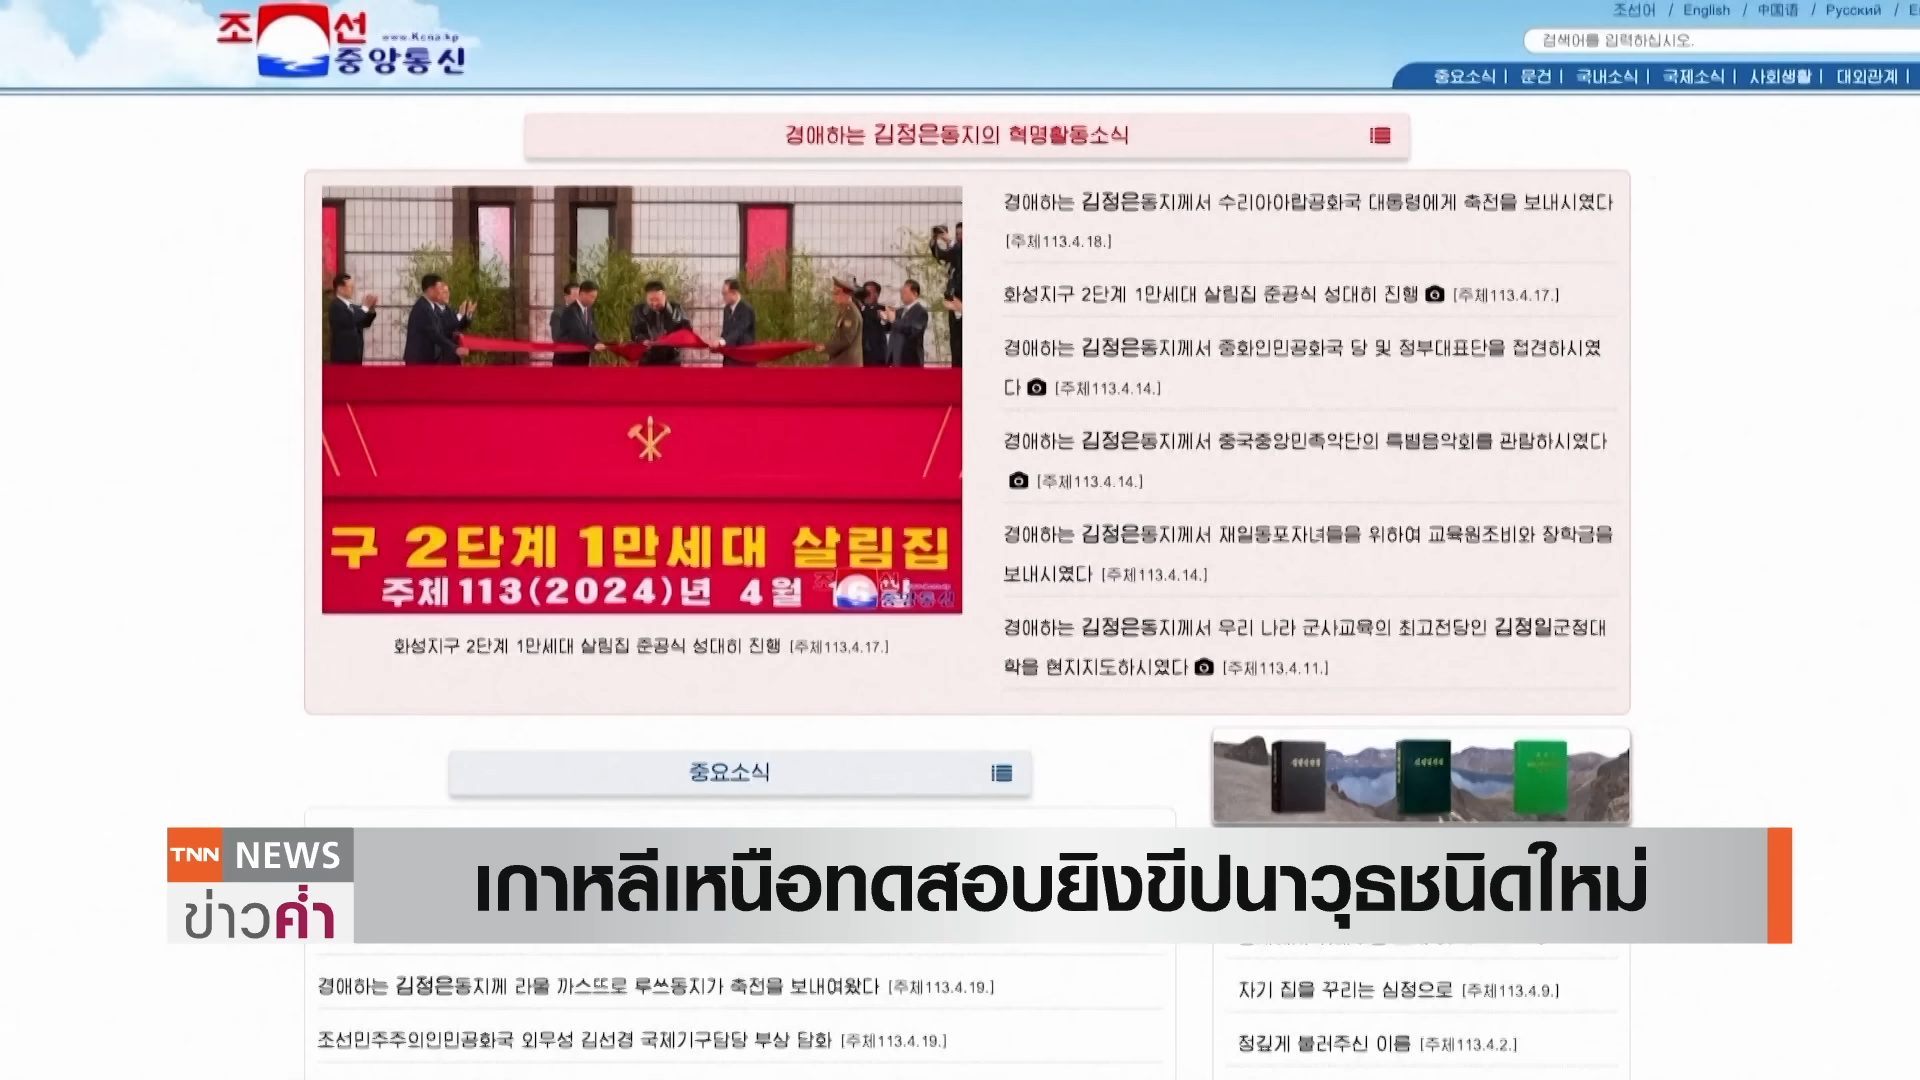 조선
www.Kcna.kp
중앙통신
조선어 / English / 中国语 / Русский /
검색어를 입력하십시오.
중요소식 | 문건 | 국내소식 | 국제소식 | 사회생활 | 대외관계 |
경애하는 김정은동지의 혁명활동소식
경애하는 김정은동지께서 수리아아랍공화국 대통령에게 축전을 보내시였다
[주체113.4.18.]
화성지구 2단계 1만세대 살림집 준공식 성대히 진행 [주체113.4.17.]
경애하는 김정은동지께서 중화인민공화국 당 및 정부대표단을 접견하시였
다 [주체113.4.14.]
경애하는 김정은동지께서 중국중앙민족악단의 특별음악회를 관람하시였다
[주체113.4.14.]
경애하는 김정은동지께서 재일동포자녀들을 위하여 교육원조비와 장학금을
보내시였다 [주체113.4.14.]
경애하는 김정은동지께서 우리 나라 군사교육의 최고전당인 김정일군정대
학을 현지지도하시였다 [주체113.4.11.]
구 2단계 1만세대 살림집
주체113(2024)년 4월 16일
조선
중앙통신
화성지구 2단계 1만세대 살림집 준공식 성대히 진행 [주체113.4.17.]
중요소식
TNN NEWS
ข่าวค่ำ
เกาหลีเหนือทดสอบยิงขีปนาวุธชนิดใหม่
경애하는 김정은동지께 라울 까스뜨로 루쓰동지가 축전을 보내여왔다 [주체113.4.19.]
조선민주주의인민공화국 외무성 김선경 국제기구담당 부상 담화 [주체113.4.19.]
자기 집을 꾸리는 심정으로 [주체113.4.9.]
정깊게 불러주신 이름 [주체113.4.2.]